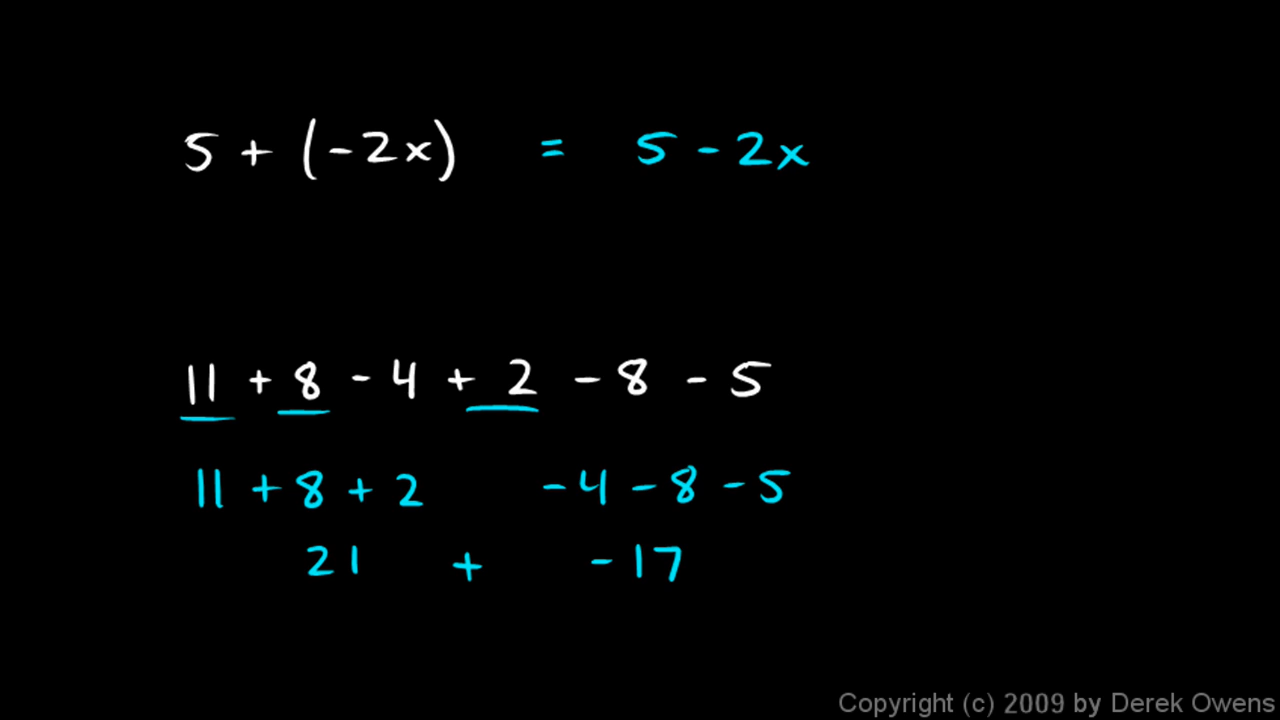 5 + (-2x) = 5 - 2x
11 + 8 - 4 + 2 - 8 - 5
11 + 8 + 2 - 4 - 8 - 5
21 + - 17
Copyright (c) 2009 by Derek Owens